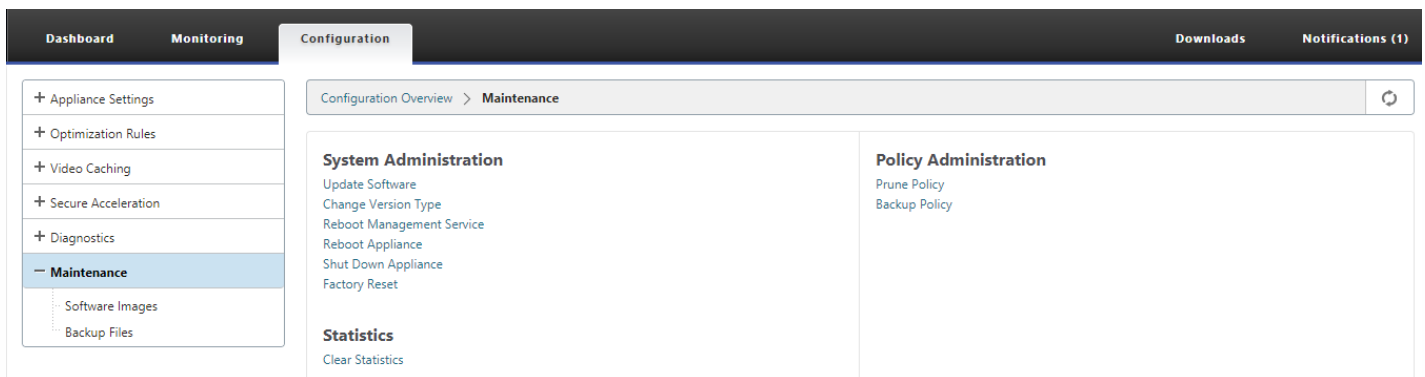 Dashboard Monitoring Configuration Downloads Notifications (1)
+ Appliance Settings
+ Optimization Rules
+ Video Caching
+ Secure Acceleration
+ Diagnostics
− Maintenance
Software Images
Backup Files
Configuration Overview > Maintenance
System Administration
Update Software
Change Version Type
Reboot Management Service
Reboot Appliance
Shut Down Appliance
Factory Reset
Statistics
Clear Statistics
Policy Administration
Prune Policy
Backup Policy